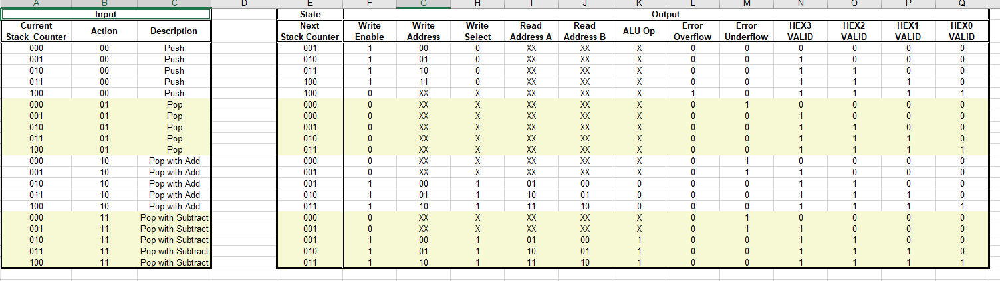 A B C D E F G H I J K L M N O P Q
Input State Output
Current Next Write Write Write Read Read Error Error HEX3 HEX2 HEX1 HEX0
Stack Counter Action Description Stack Counter Enable Address Select Address A Address B ALU Op Overflow Underflow VALID VALID VALID VALID
000 00 Push 001 1 00 0 XX XX X 0 0 0 0 0 0
001 00 Push 010 1 01 0 XX XX X 0 0 1 0 0 0
010 00 Push 011 1 10 0 XX XX X 0 0 1 1 0 0
011 00 Push 100 1 11 0 XX XX X 0 0 1 1 1 0
100 00 Push 100 0 XX X XX XX X 1 0 1 1 1 1
000 01 Pop 000 0 XX X XX XX X 0 1 0 0 0 0
001 01 Pop 000 0 XX X XX XX X 0 0 1 0 0 0
010 01 Pop 001 0 XX X XX XX X 0 0 1 1 0 0
011 01 Pop 010 0 XX X XX XX X 0 0 1 1 1 0
100 01 Pop 011 0 XX X XX XX X 0 0 1 1 1 1
000 10 Pop with Add 000 0 XX X XX XX X 0 1 0 0 0 0
001 10 Pop with Add 001 0 XX X XX XX X 0 1 1 0 0 0
010 10 Pop with Add 001 1 00 1 01 00 0 0 0 1 1 0 0
011 10 Pop with Add 010 1 01 1 10 01 0 0 0 1 1 1 0
100 10 Pop with Add 011 1 10 1 11 10 0 0 0 1 1 1 1
000 11 Pop with Subtract 000 0 XX X XX XX X 0 1 0 0 0 0
001 11 Pop with Subtract 001 0 XX X XX XX X 0 1 1 0 0 0
010 11 Pop with Subtract 001 1 00 1 01 00 1 0 0 1 1 0 0
011 11 Pop with Subtract 010 1 01 1 10 01 1 0 0 1 1 1 0
100 11 Pop with Subtract 011 1 10 1 11 10 1 0 0 1 1 1 1